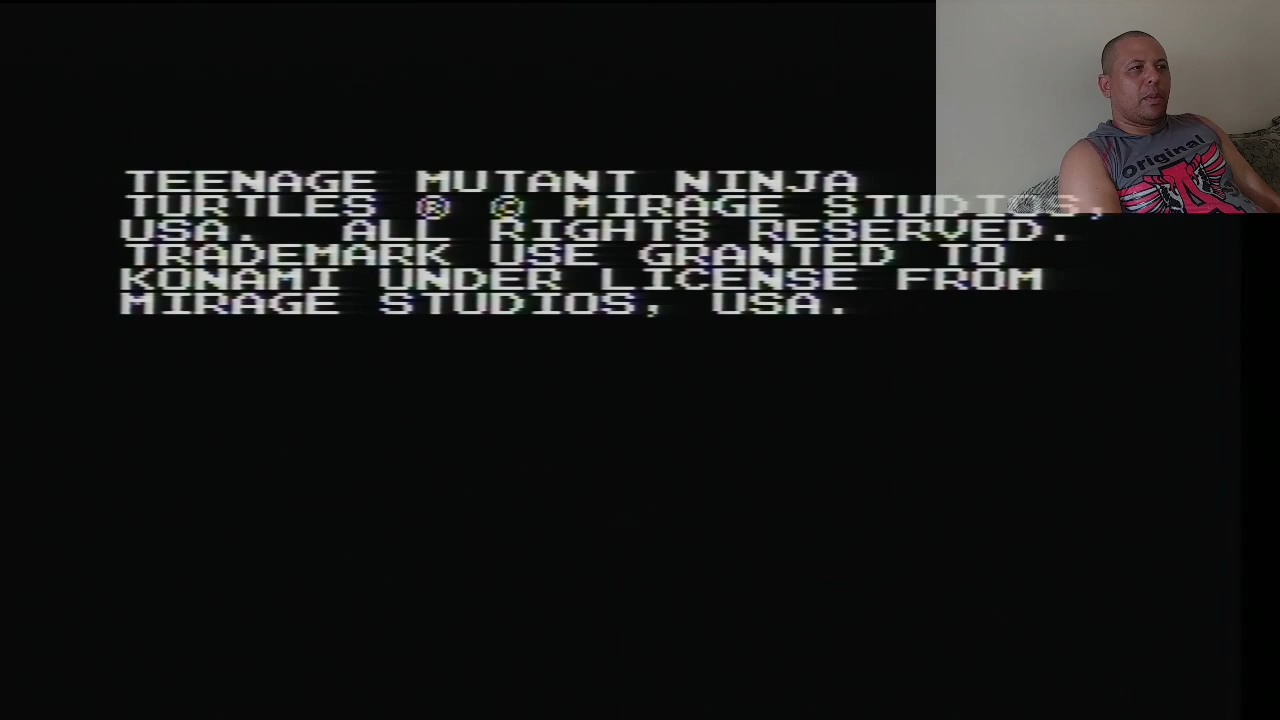 TEENAGE MUTANT NINJA
TURTLES ® © MIRAGE STUDIOS,
USA. ALL RIGHTS RESERVED.
TRADEMARK USE GRANTED TO
KONAMI UNDER LICENSE FROM
MIRAGE STUDIOS, USA.
original